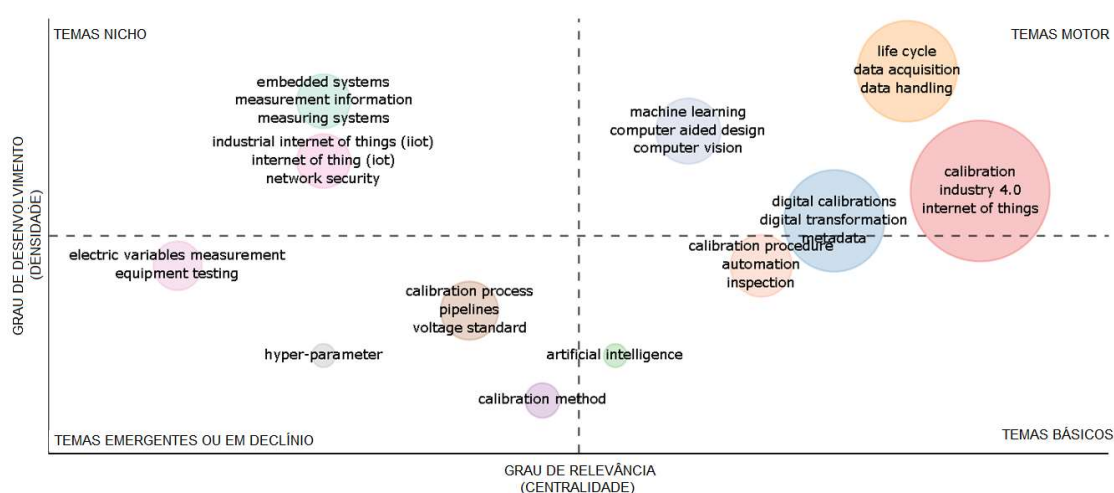 TEMAS NICHO
TEMAS MOTOR
life cycle
data acquisition
data handling
embedded systems
measurement information
measuring systems
machine learning
computer aided design
computer vision
industrial internet of things (iiot)
internet of thing (iot)
network security
calibration
industry 4.0
internet of things
digital calibrations
digital transformation
metadata
calibration procedure
automation
inspection
electric variables measurement
equipment testing
calibration process
pipelines
voltage standard
hyper-parameter
artificial intelligence
calibration method
TEMAS EMERGENTES OU EM DECLÍNIO
TEMAS BÁSICOS
GRAU DE DESENVOLVIMENTO
(DENSIDADE)
GRAU DE RELEVÂNCIA
(CENTRALIDADE)